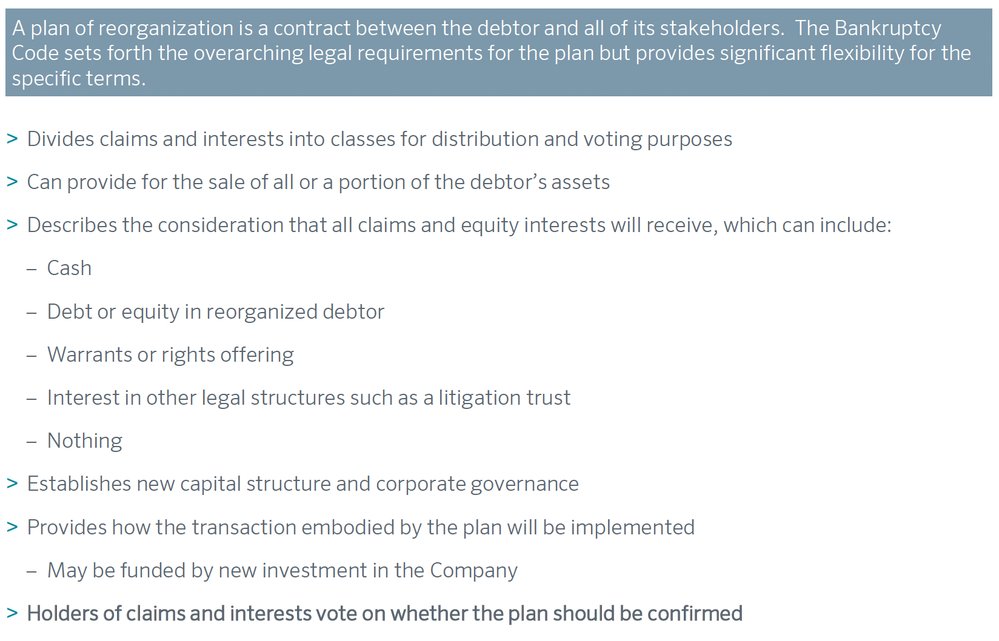 A plan of reorganization is a contract between the debtor and all of its stakeholders.  The Bankruptcy
Code sets forth the overarching legal requirements for the plan but provides significant flexibility for the
specific terms.
> Divides claims and interests into classes for distribution and voting purposes
> Can provide for the sale of all or a portion of the debtor’s assets
> Describes the consideration that all claims and equity interests will receive, which can include:
– Cash
– Debt or equity in reorganized debtor
– Warrants or rights offering
– Interest in other legal structures such as a litigation trust
– Nothing
> Establishes new capital structure and corporate governance
> Provides how the transaction embodied by the plan will be implemented
– May be funded by new investment in the Company
> Holders of claims and interests vote on whether the plan should be confirmed